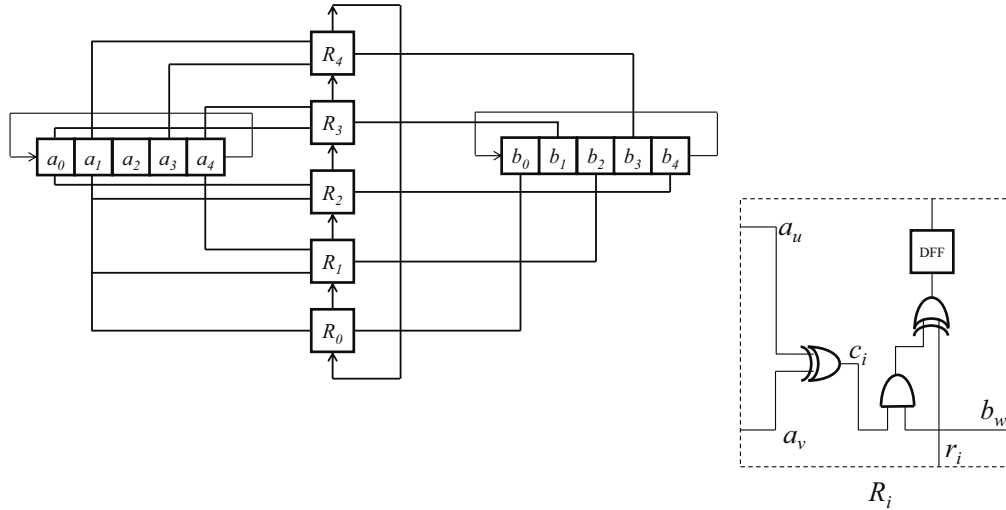 R4
R3
a0 a1 a2 a3 a4
b0 b1 b2 b3 b4
R2
R1
R0
au
DFF
ci
bw
av
ri
Ri